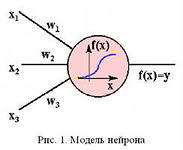 x1
w1
f(x)
x2
w2
f(x)=y
x
w3
x3
Рис. 1. Модель нейрона